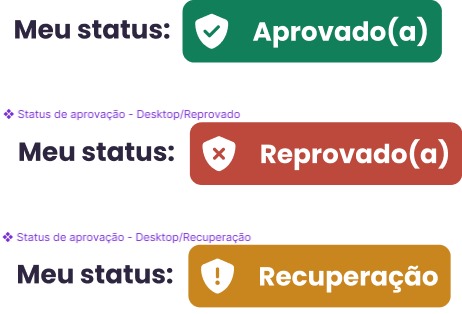 Meu status: Aprovado(a)
Status de aprovação - Desktop/Reprovado
Meu status: Reprovado(a)
Status de aprovação - Desktop/Recuperação
Meu status: Recuperação